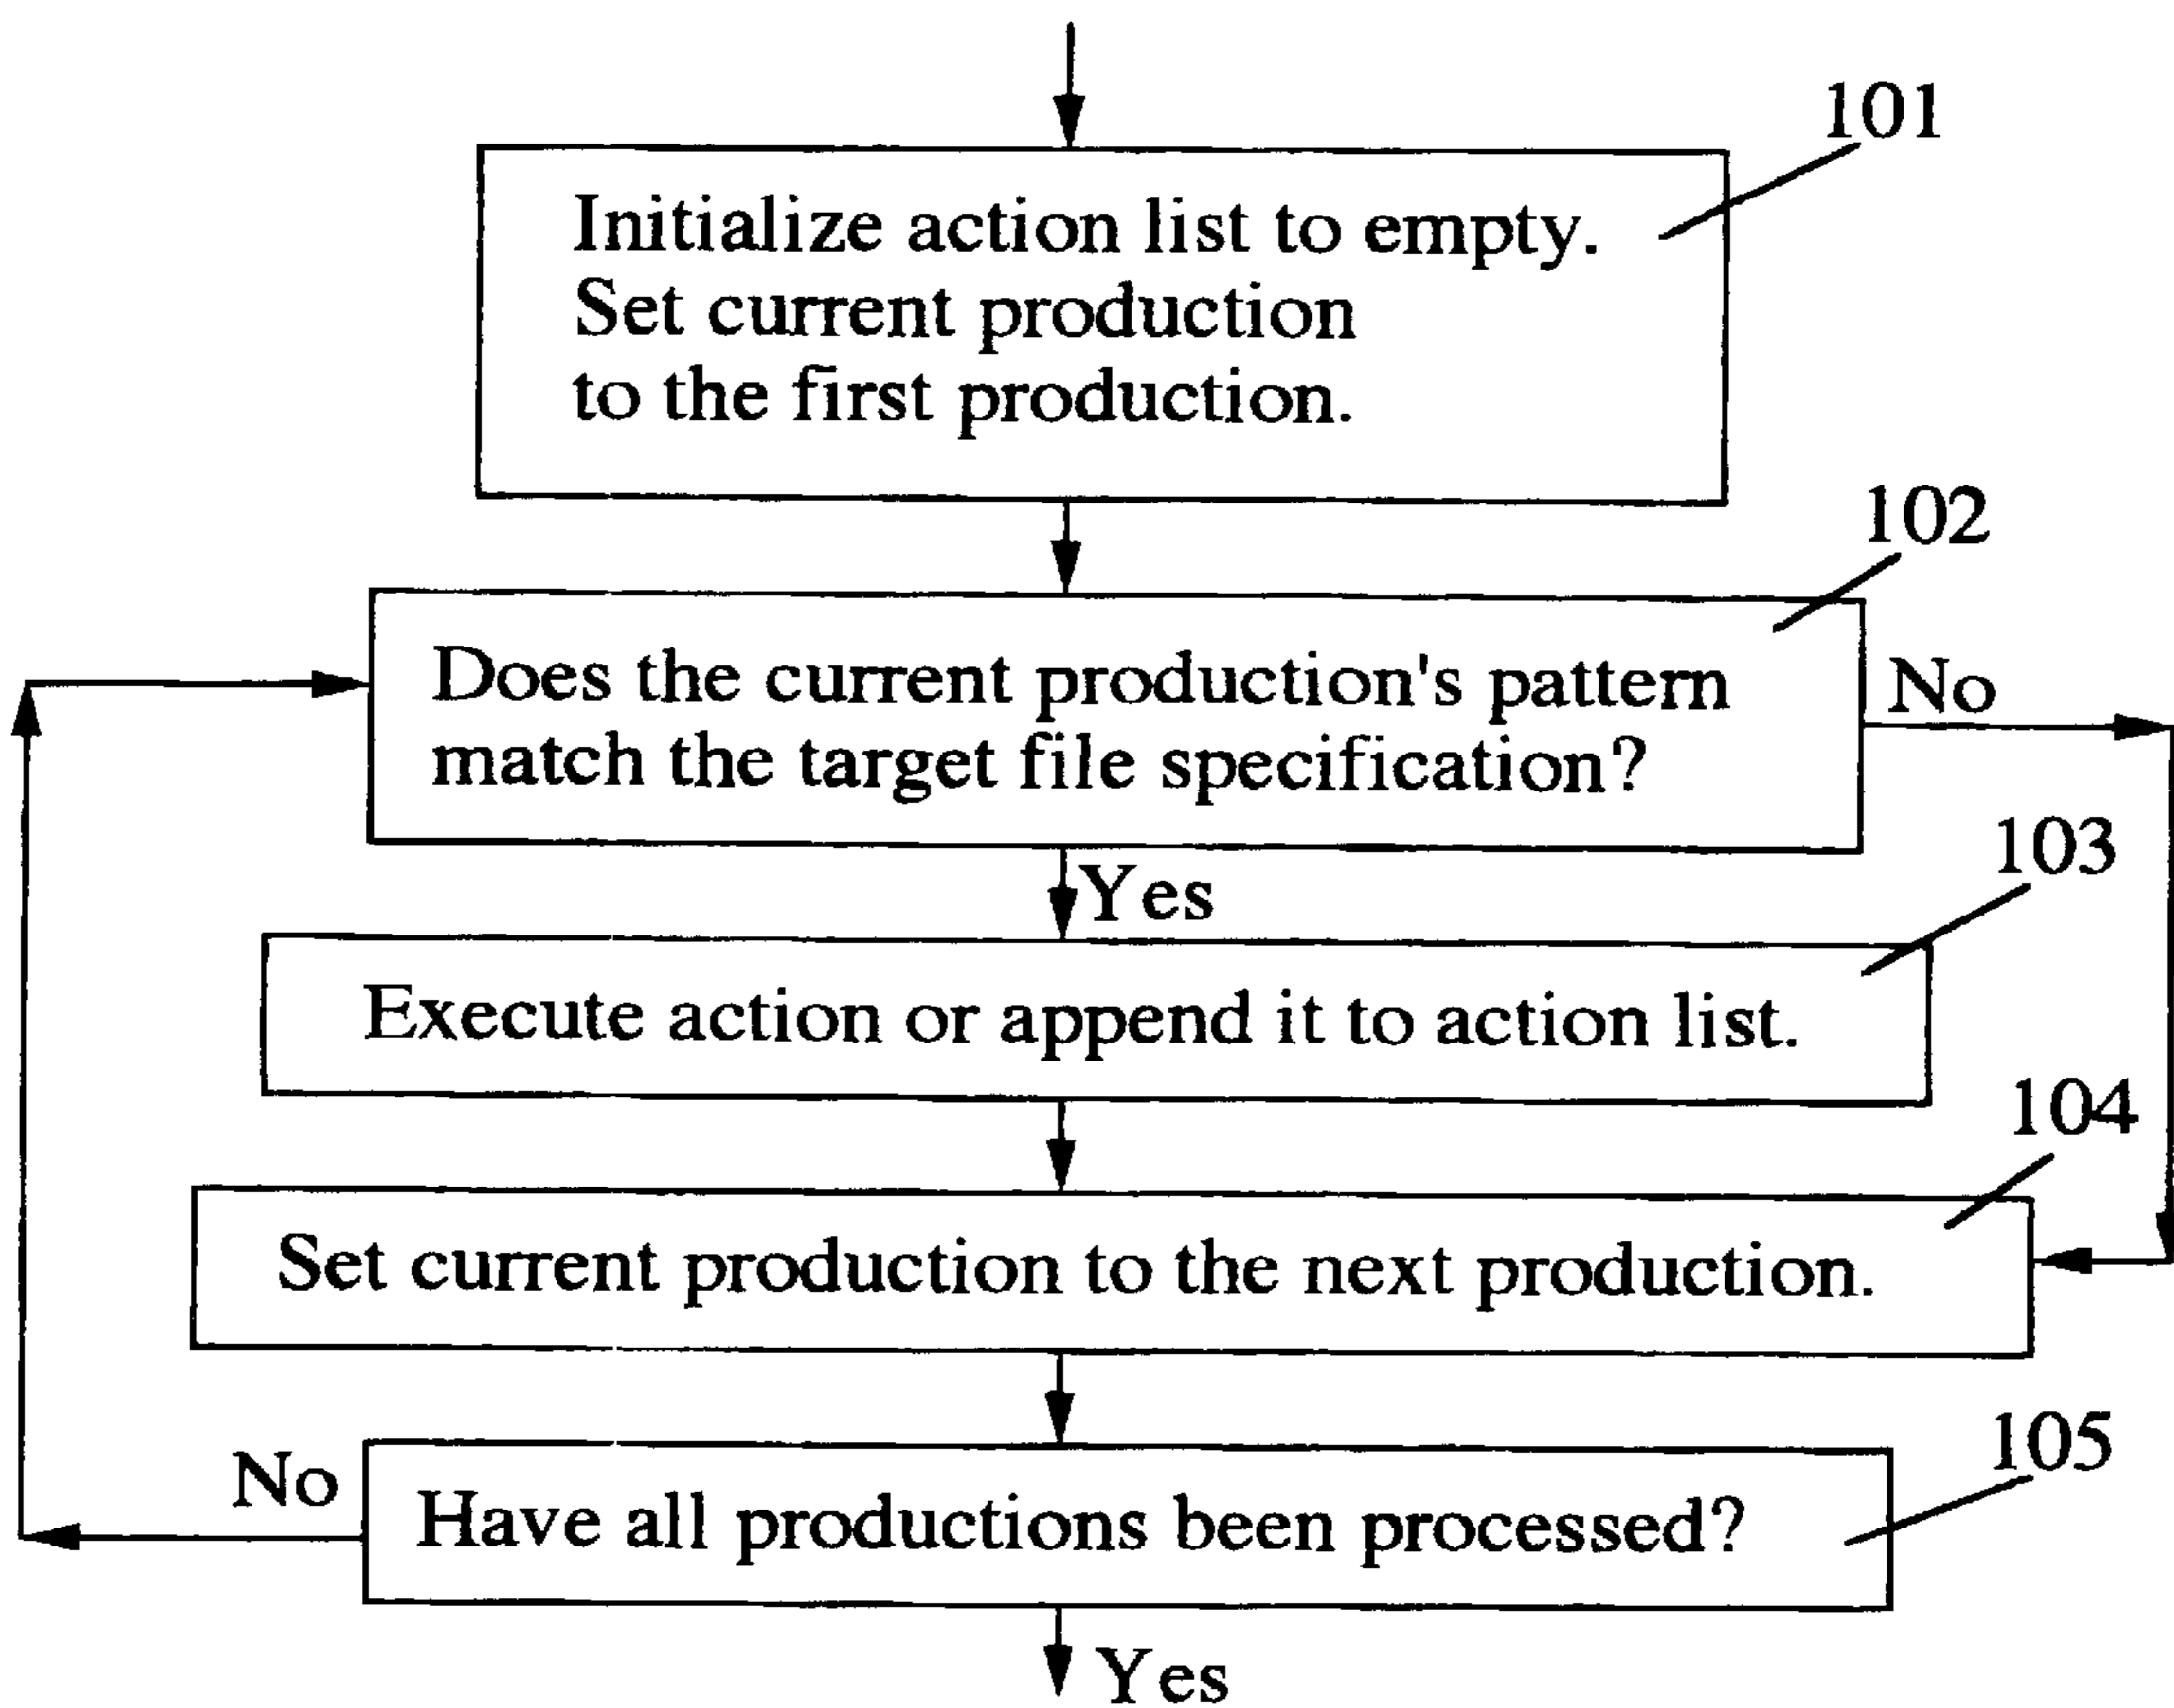 101
Initialize action list to empty.
Set current production
to the first production.
102
Does the current production's pattern
match the target file specification?
No
Yes
103
Execute action or append it to action list.
104
Set current production to the next production.
105
No
Have all productions been processed?
Yes